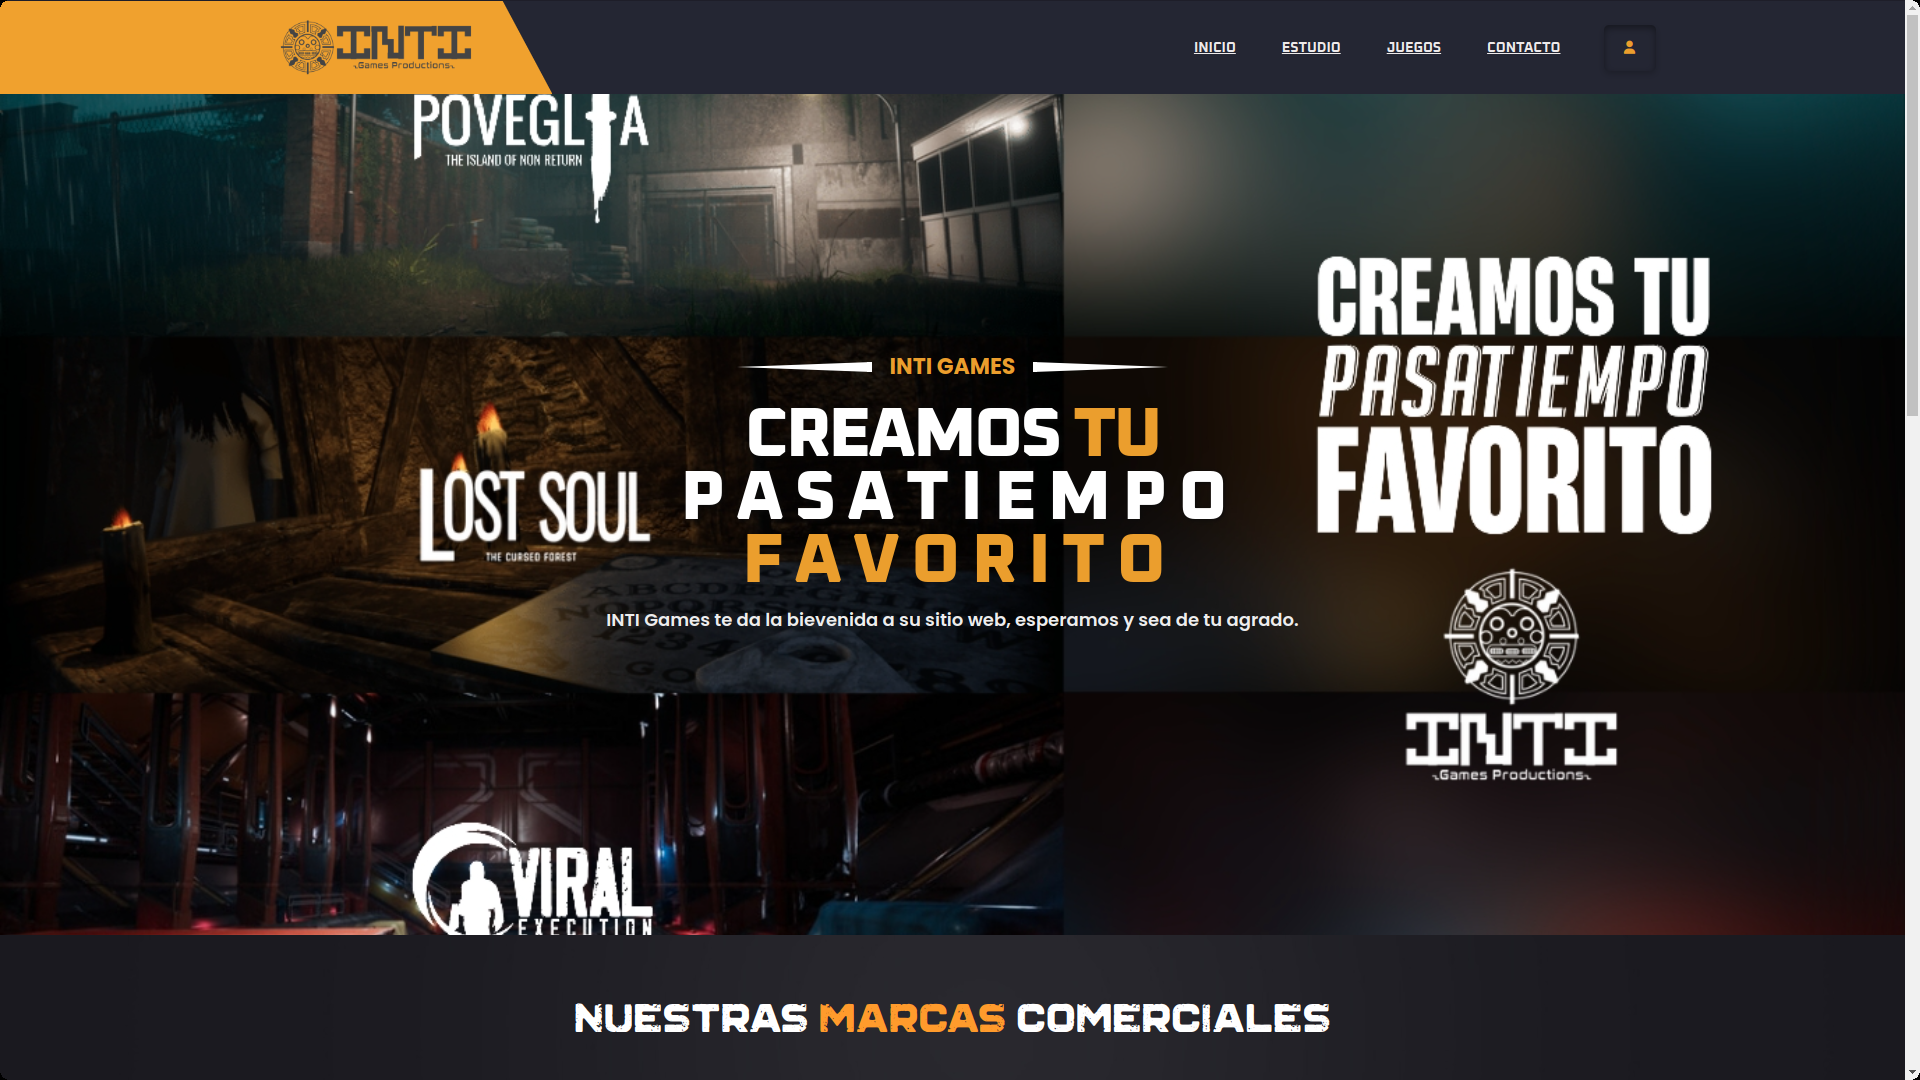 INTI
Games Productions
INICIO
ESTUDIO
JUEGOS
CONTACTO
POVEGLIA
THE ISLAND OF NON RETURN
INTI GAMES
CREAMOS TU
PASATIEMPO
FAVORITO
INTI Games te da la bievenida a su sitio web, esperamos y sea de tu agrado.
LOST SOUL
THE CURSED FOREST
VIRAL
EXECUTION
CREAMOS TU
PASATIEMPO
FAVORITO
INTI
Games Productions
NUESTRAS MARCAS COMERCIALES